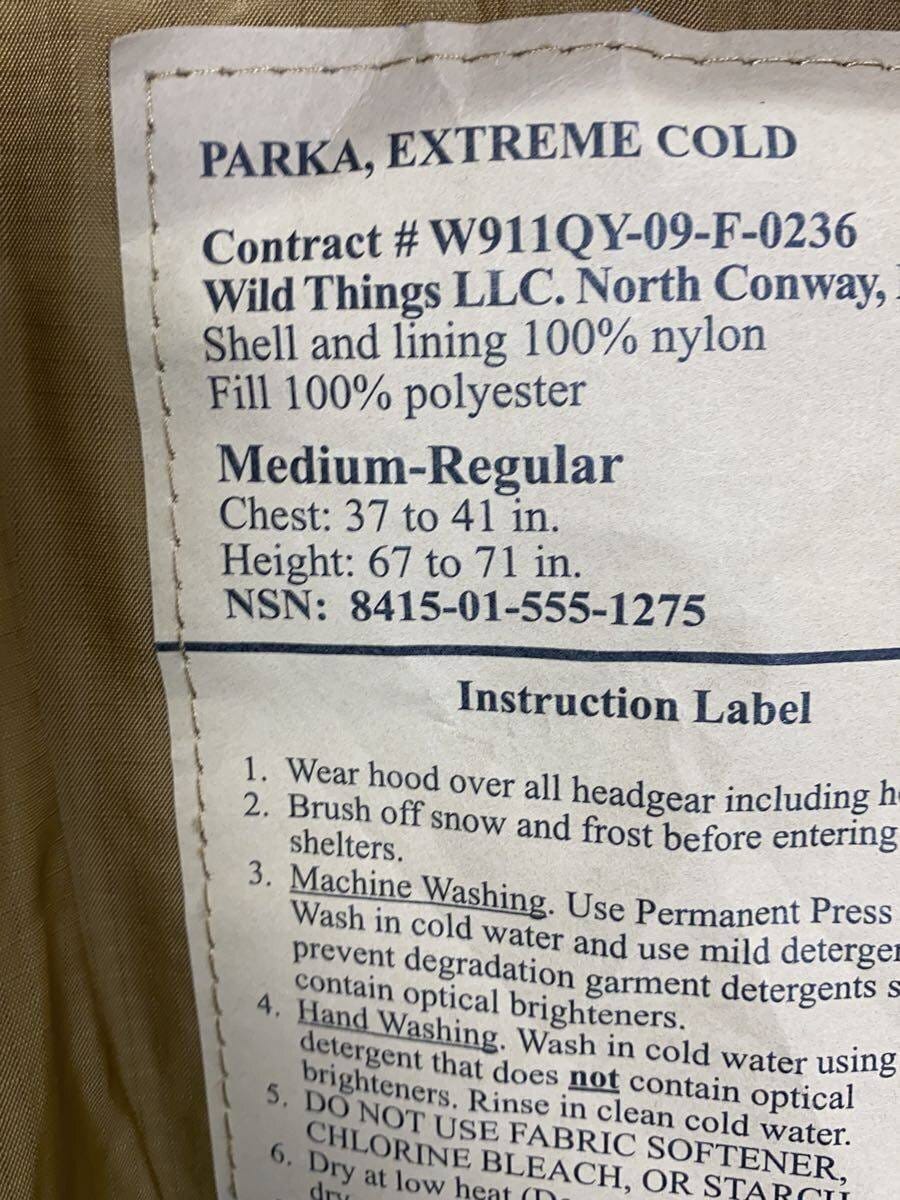 PARKA, EXTREME COLD
Contract # W911QY-09-F-0236
Wild Things LLC. North Conway,
Shell and lining 100% nylon
Fill 100% polyester
Medium-Regular
Chest: 37 to 41 in.
Height: 67 to 71 in.
NSN: 8415-01-555-1275
Instruction Label
1. Wear hood over all headgear including
2. Brush off snow and frost before entering
shelters.
3. Machine Washing. Use Permanent Press
Wash in cold water and use mild
prevent degradation garment detergents
contain optical brighteners.
4. Hand Washing. Wash in cold water using
detergent that does not contain optical
brighteners. Rinse in clean cold water.
5. DO NOT USE FABRIC SOFTENER,
CHLORINE BLEACH, OR STARCH
6. Dry at low heat